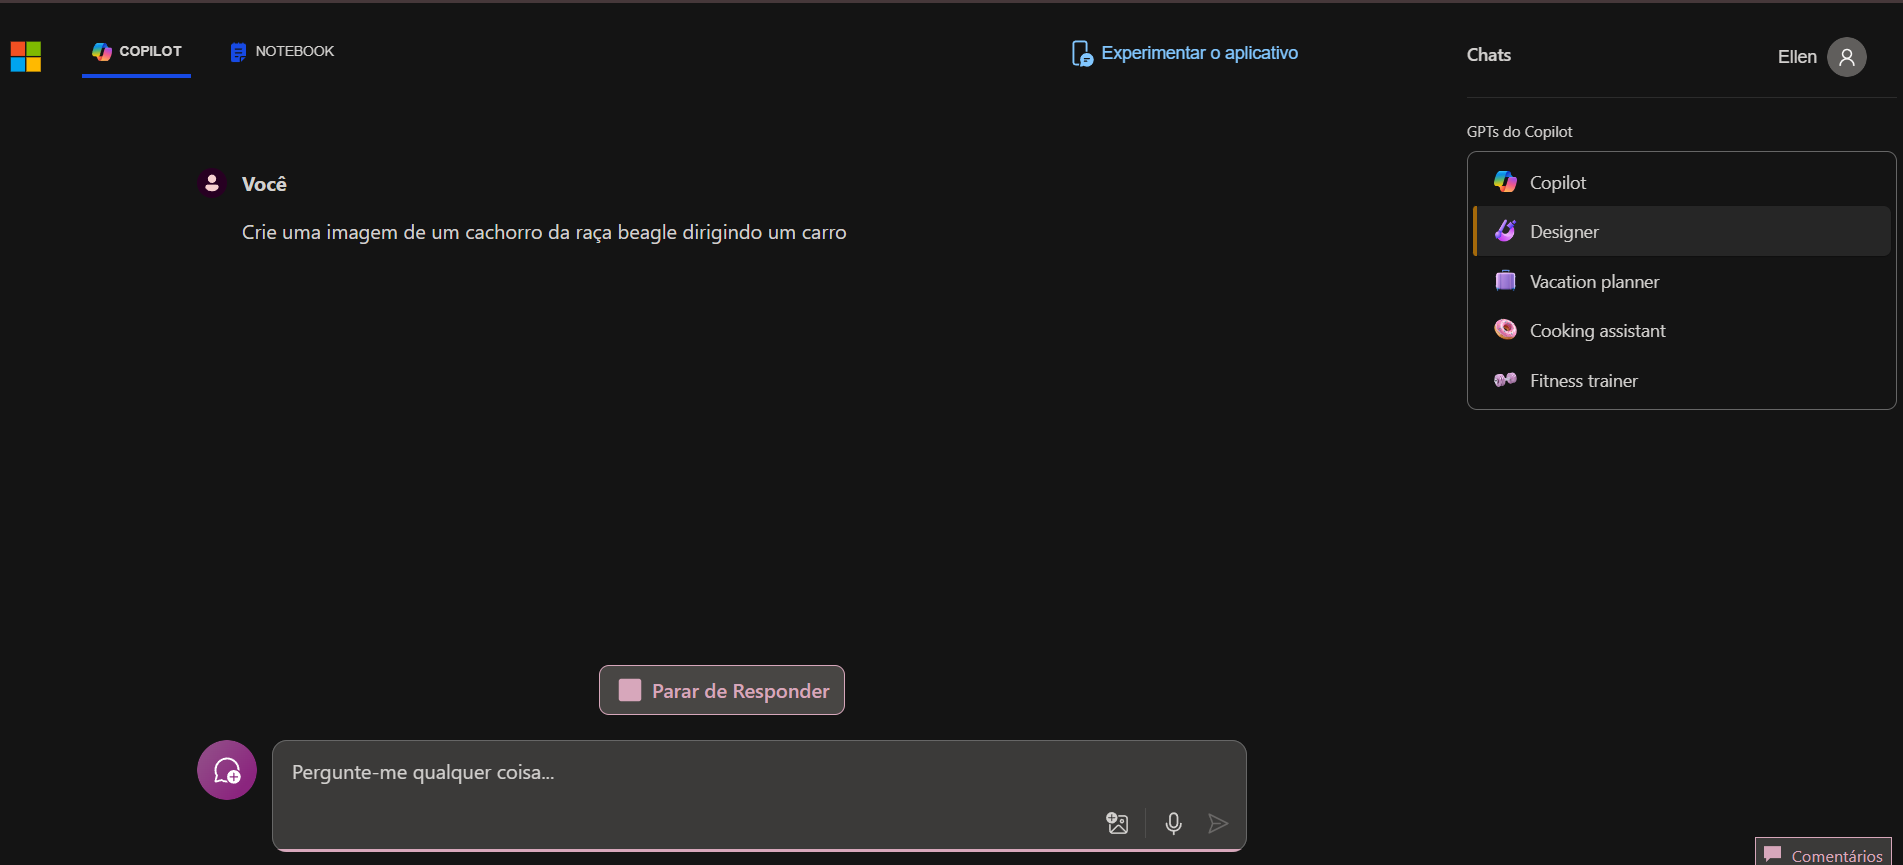 COPILOT
NOTEBOOK
Experimentar o aplicativo
Chats
Ellen
GPTs do Copilot
Copilot
Designer
Vacation planner
Cooking assistant
Fitness trainer
Você
Crie uma imagem de um cachorro da raça beagle dirigindo um carro
Parar de Responder
Pergunte-me qualquer coisa...
Comentários